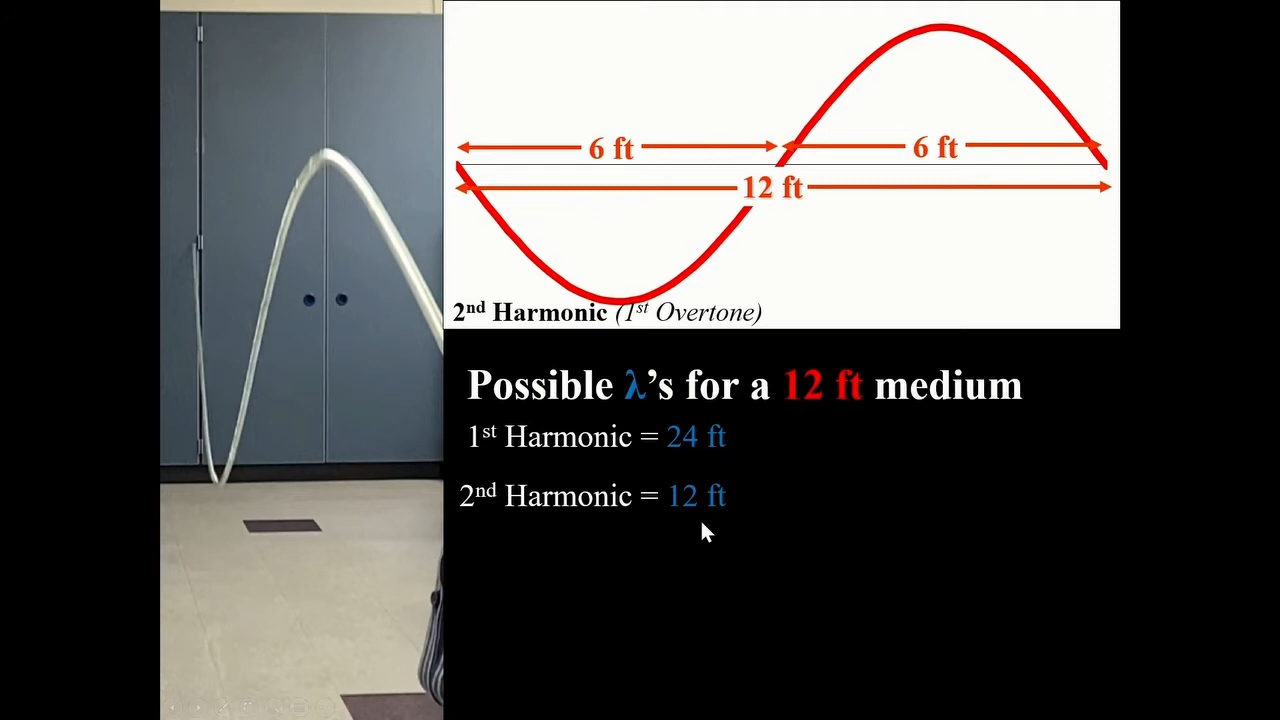 6 ft 6 ft
12 ft
2nd Harmonic (1st Overtone)
Possible λ’s for a 12 ft medium
1st Harmonic = 24 ft
2nd Harmonic = 12 ft